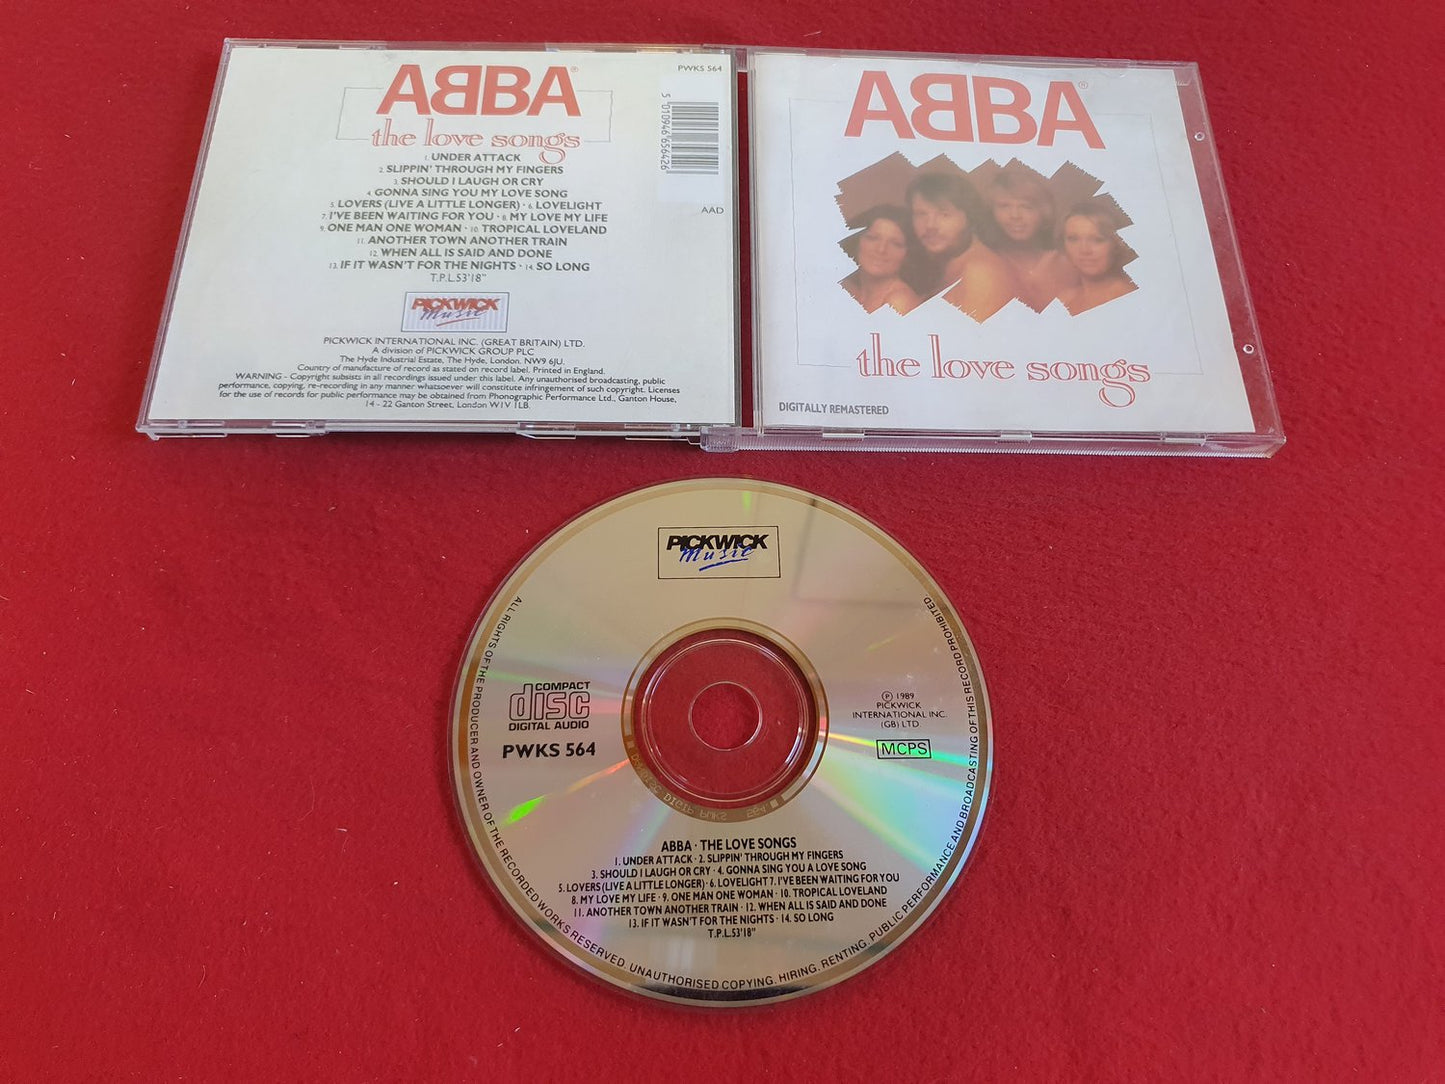 ABBA®
the love songs
1. UNDER ATTACK
2. SLIPPIN' THROUGH MY FINGERS
3. SHOULD I LAUGH OR CRY
4. GONNA SING YOU MY LOVE SONG
5. LOVERS (LIVE A LITTLE LONGER) · 6. LOVELIGHT
7. I'VE BEEN WAITING FOR YOU · 8. MY LOVE MY LIFE
9. ONE MAN ONE WOMAN · 10. TROPICAL LOVELAND
11. ANOTHER TOWN ANOTHER TRAIN
12. WHEN ALL IS SAID AND DONE
13. IF IT WASN'T FOR THE NIGHTS · 14. SO LONG
T.P.L.53'18"
PICKWICK
Music
PICKWICK INTERNATIONAL INC. (GREAT BRITAIN) LTD.
A division of PICKWICK GROUP PLC
The Hyde Industrial Estate, The Hyde, London. NW9 6JU.
Country of manufacture of record as stated on record label. Printed in England.
WARNING - Copyright subsists in all recordings issued under this label. Any unauthorised broadcasting, public
performance, copying, re-recording in any manner whatsoever will constitute infringement of such copyright. Licenses
for the use of records for public performance may be obtained from Phonographic Performance Ltd., Ganton House,
14 - 22 Ganton Street, London W1V 1LB.
PWKS 564
5 010946 656426
AAD
ABBA®
the love songs
DIGITALLY REMASTERED
PICKWICK
Music
COMPACT
disc
DIGITAL AUDIO
PWKS 564
Ⓟ 1989
PICKWICK
INTERNATIONAL INC.
(GB) LTD.
MCPS
ABBA · THE LOVE SONGS
1. UNDER ATTACK · 2. SLIPPIN' THROUGH MY FINGERS
3. SHOULD I LAUGH OR CRY · 4. GONNA SING YOU A LOVE SONG
5. LOVERS (LIVE A LITTLE LONGER) · 6. LOVELIGHT 7. I'VE BEEN WAITING FOR YOU
8. MY LOVE MY LIFE · 9. ONE MAN ONE WOMAN · 10. TROPICAL LOVELAND
11. ANOTHER TOWN ANOTHER TRAIN · 12. WHEN ALL IS SAID AND DONE
13. IF IT WASN'T FOR THE NIGHTS · 14. SO LONG
T.P.L.53'18"
ALL RIGHTS OF THE PRODUCER AND OWNER OF THE RECORDED WORKS RESERVED. UNAUTHORISED COPYING, HIRING, RENTING, PUBLIC PERFORMANCE AND BROADCASTING OF THIS RECORD PROHIBITED.